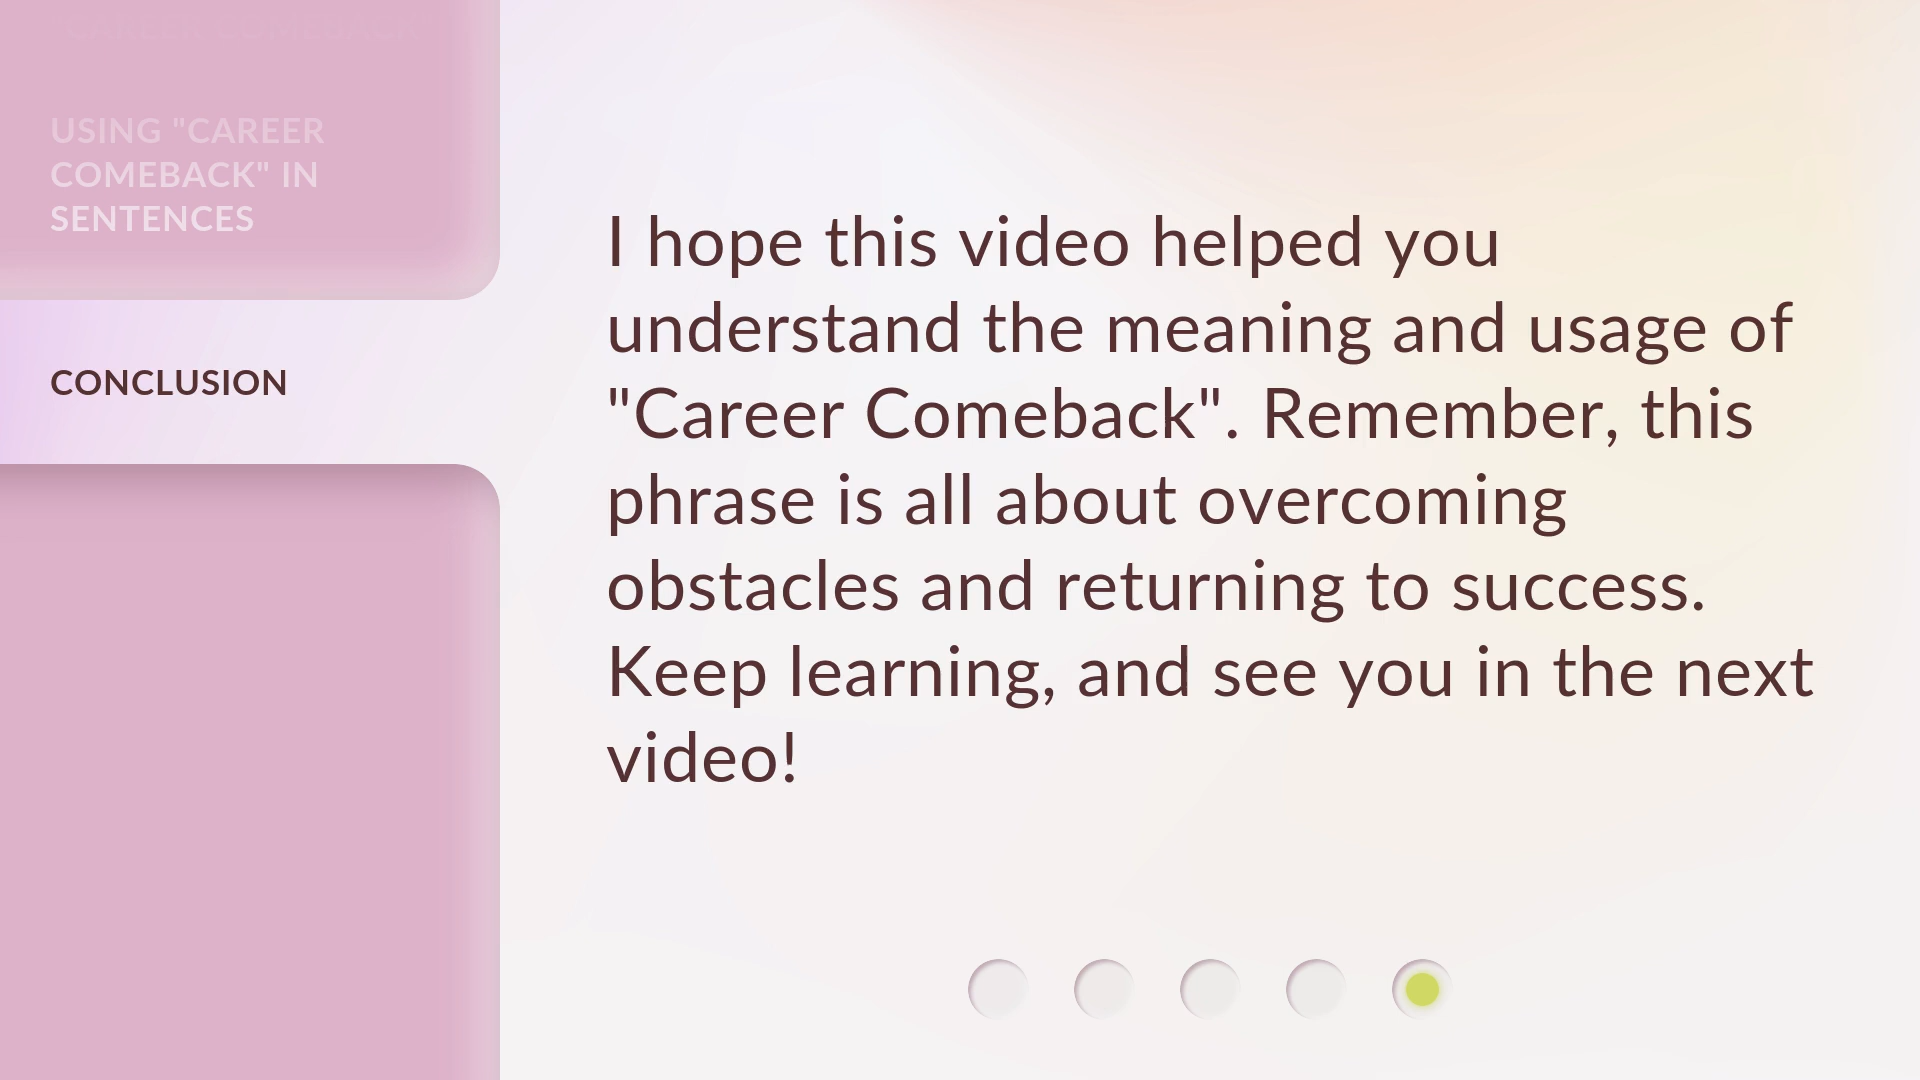 "CAREER COMEBACK"
USING "CAREER
COMEBACK" IN
SENTENCES
CONCLUSION
I hope this video helped you
understand the meaning and usage of
"Career Comeback". Remember, this
phrase is all about overcoming
obstacles and returning to success.
Keep learning, and see you in the next
video!